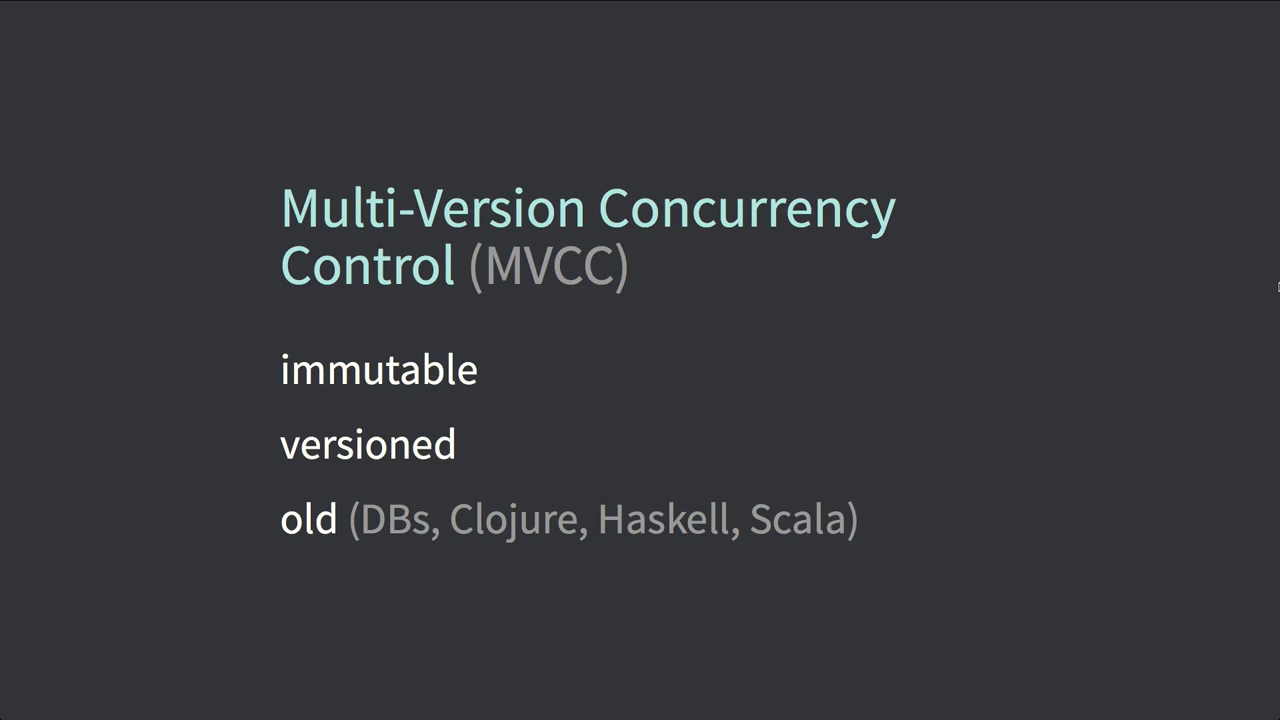 Multi-Version Concurrency
Control (MVCC)
immutable
versioned
old (DBs, Clojure, Haskell, Scala)